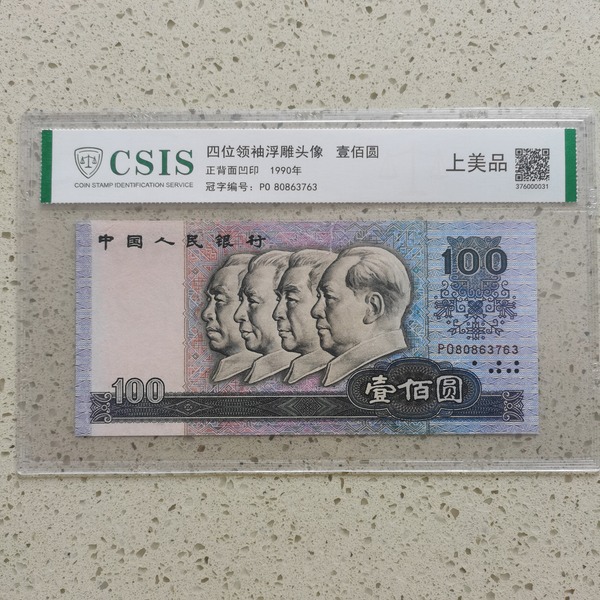 CSIS
COIN STAMP IDENTIFICATION SERVICE
四位领袖浮雕头像 壹佰圆
正背面凹印 1990年
冠字编号: P0 80863763
上美品
376000031
中国人民银行
100
PO80863763
100
壹佰圆